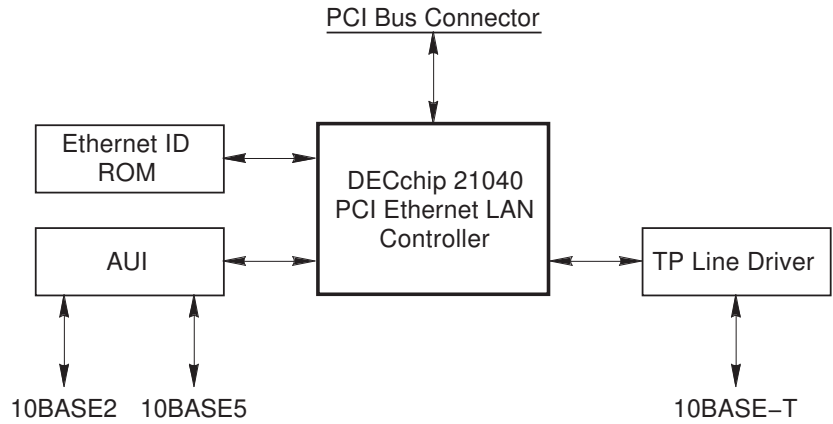 PCI Bus Connector
Ethernet ID
ROM
DECchip 21040
PCI Ethernet LAN
Controller
AUI
TP Line Driver
10BASE2
10BASE5
10BASE−T